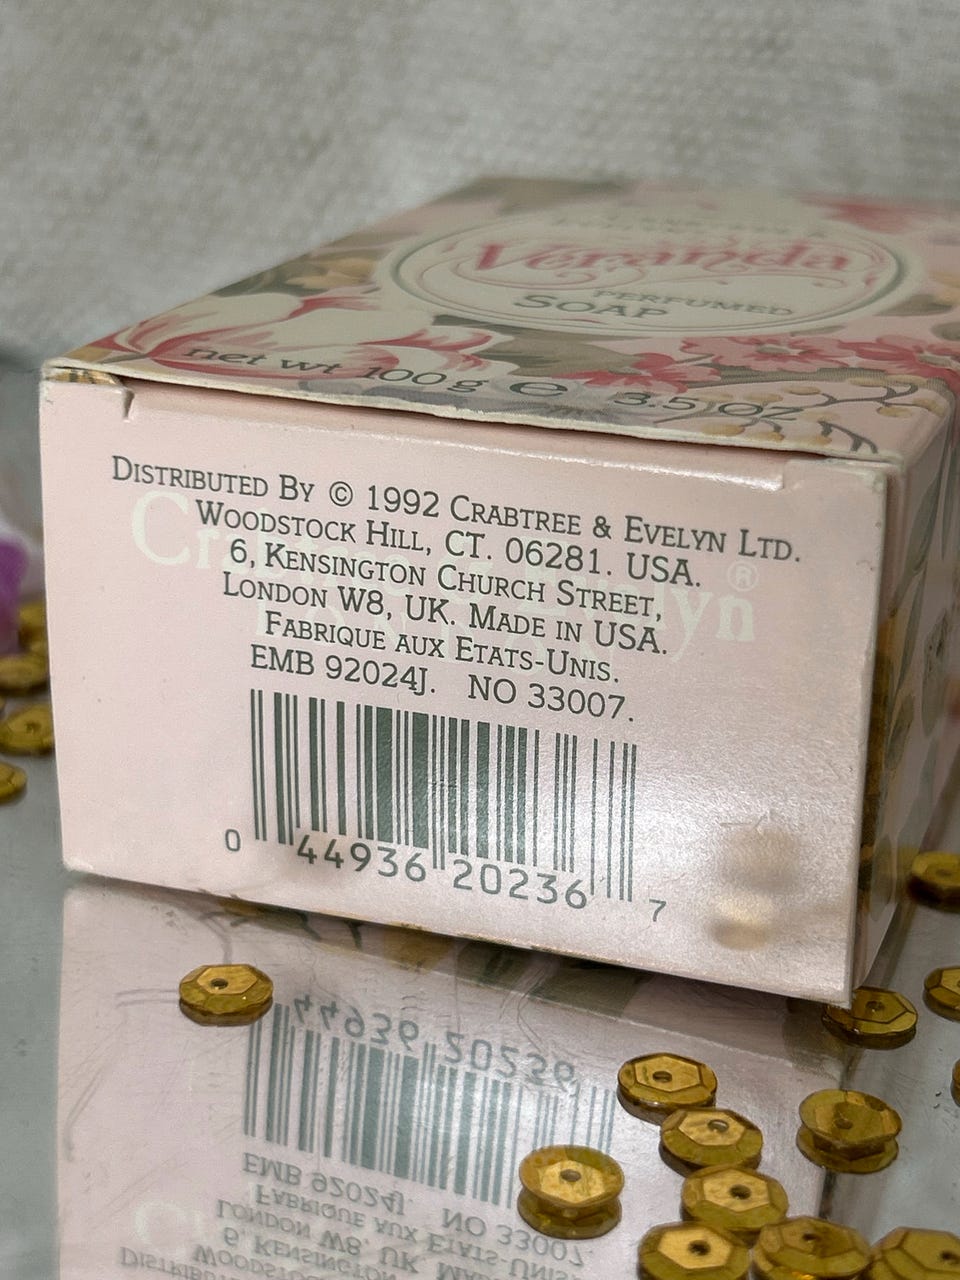 Veranda
PERFUMED
SOAP
net wt 100g e 3.5 oz
DISTRIBUTED BY © 1992 CRABTREE & EVELYN LTD.
WOODSTOCK HILL, CT. 06281. USA.
6, KENSINGTON CHURCH STREET,
LONDON W8, UK. MADE IN USA.
FABRIQUE AUX ETATS-UNIS.
EMB 92024J. NO 33007.
Crabtree & Evelyn ®
0 44936 20236 7